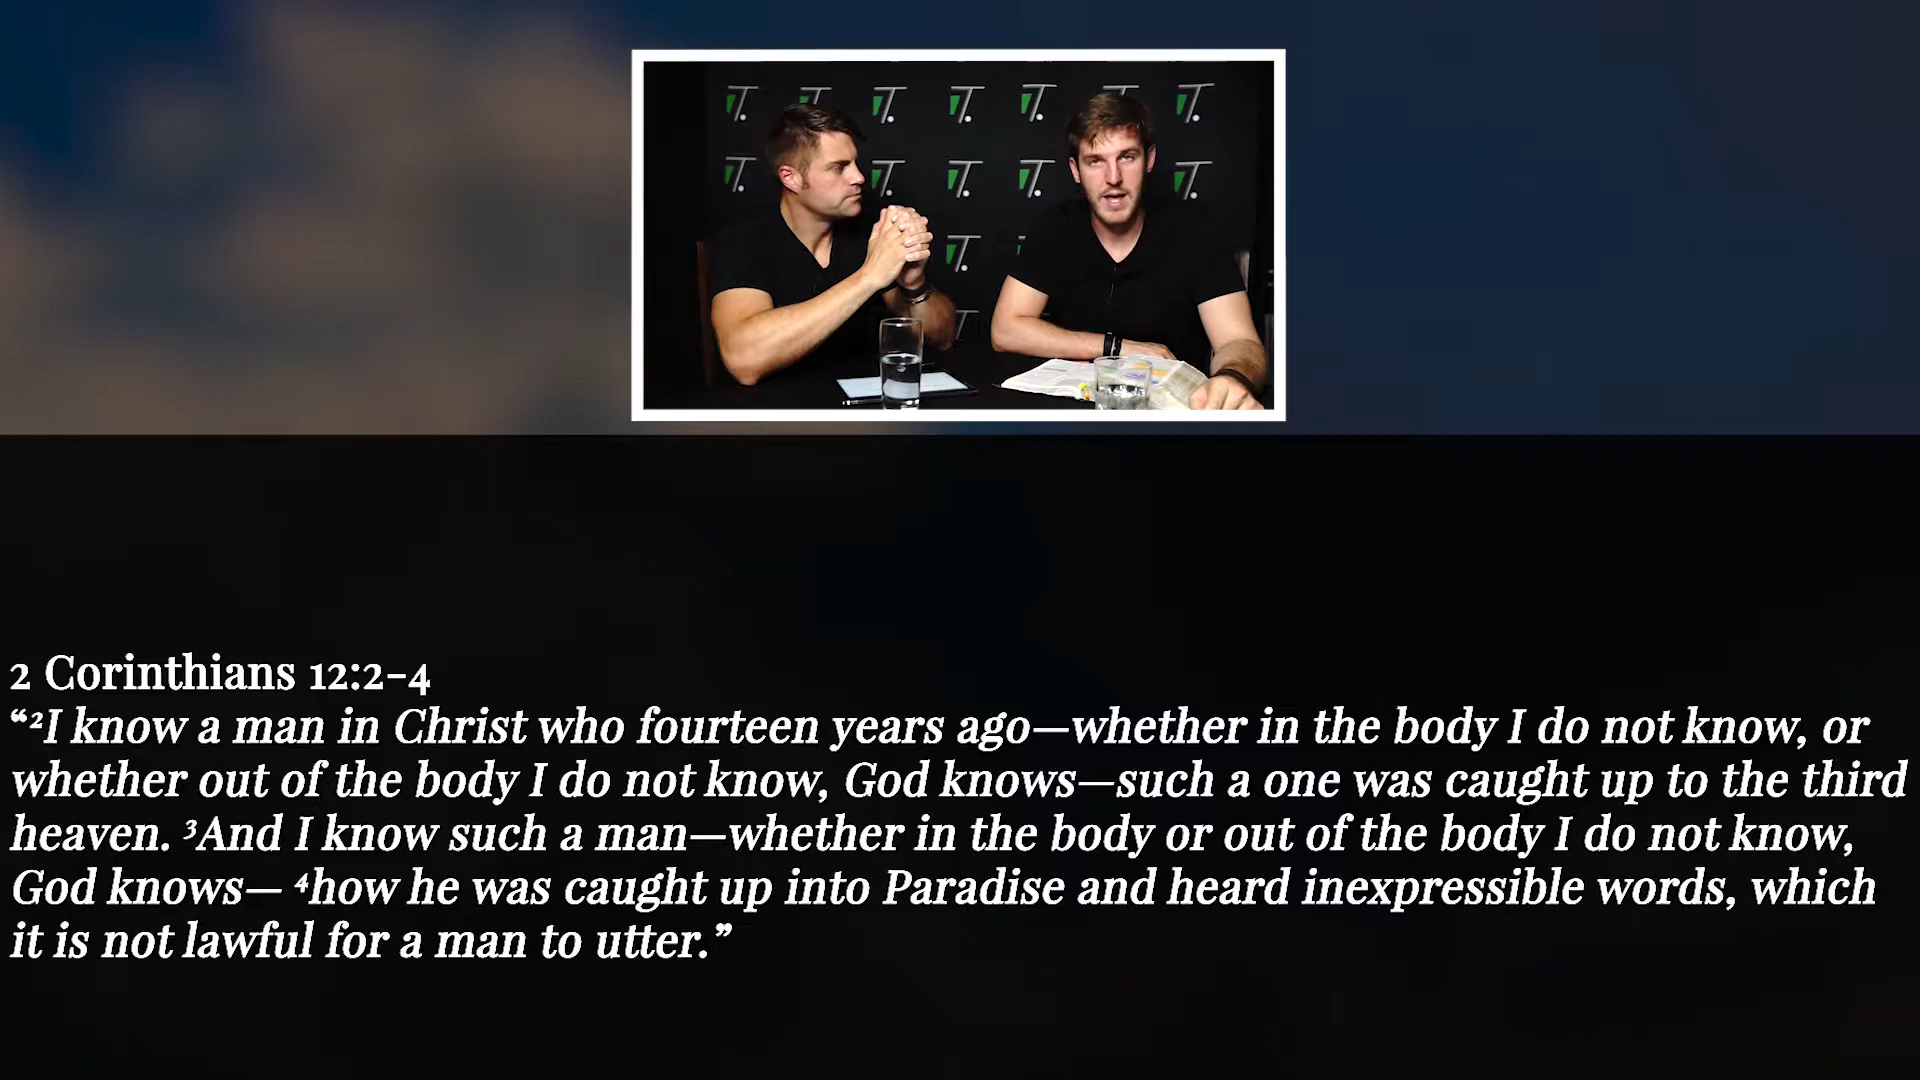 T.
T.
T.
T.
T.
T.
T.
T.
T.
T.
T.
T.
T.
2 Corinthians 12:2-4
“²I know a man in Christ who fourteen years ago—whether in the body I do not know, or
whether out of the body I do not know, God knows—such a one was caught up to the third
heaven. ³And I know such a man—whether in the body or out of the body I do not know,
God knows— ⁴how he was caught up into Paradise and heard inexpressible words, which
it is not lawful for a man to utter.”